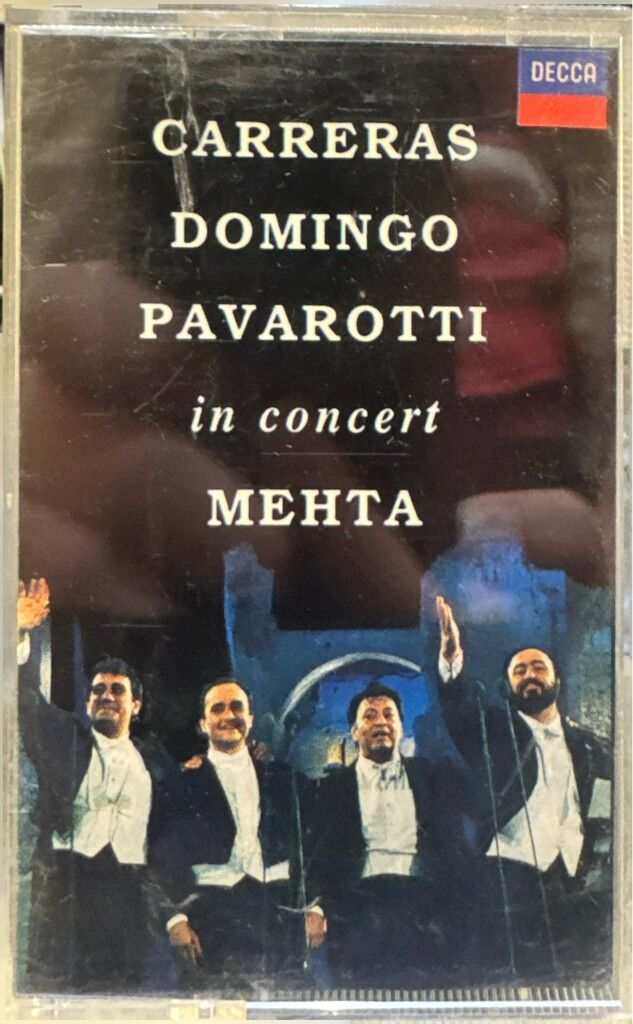 DECCA
CARRERAS
DOMINGO
PAVAROTTI
in concert
MEHTA